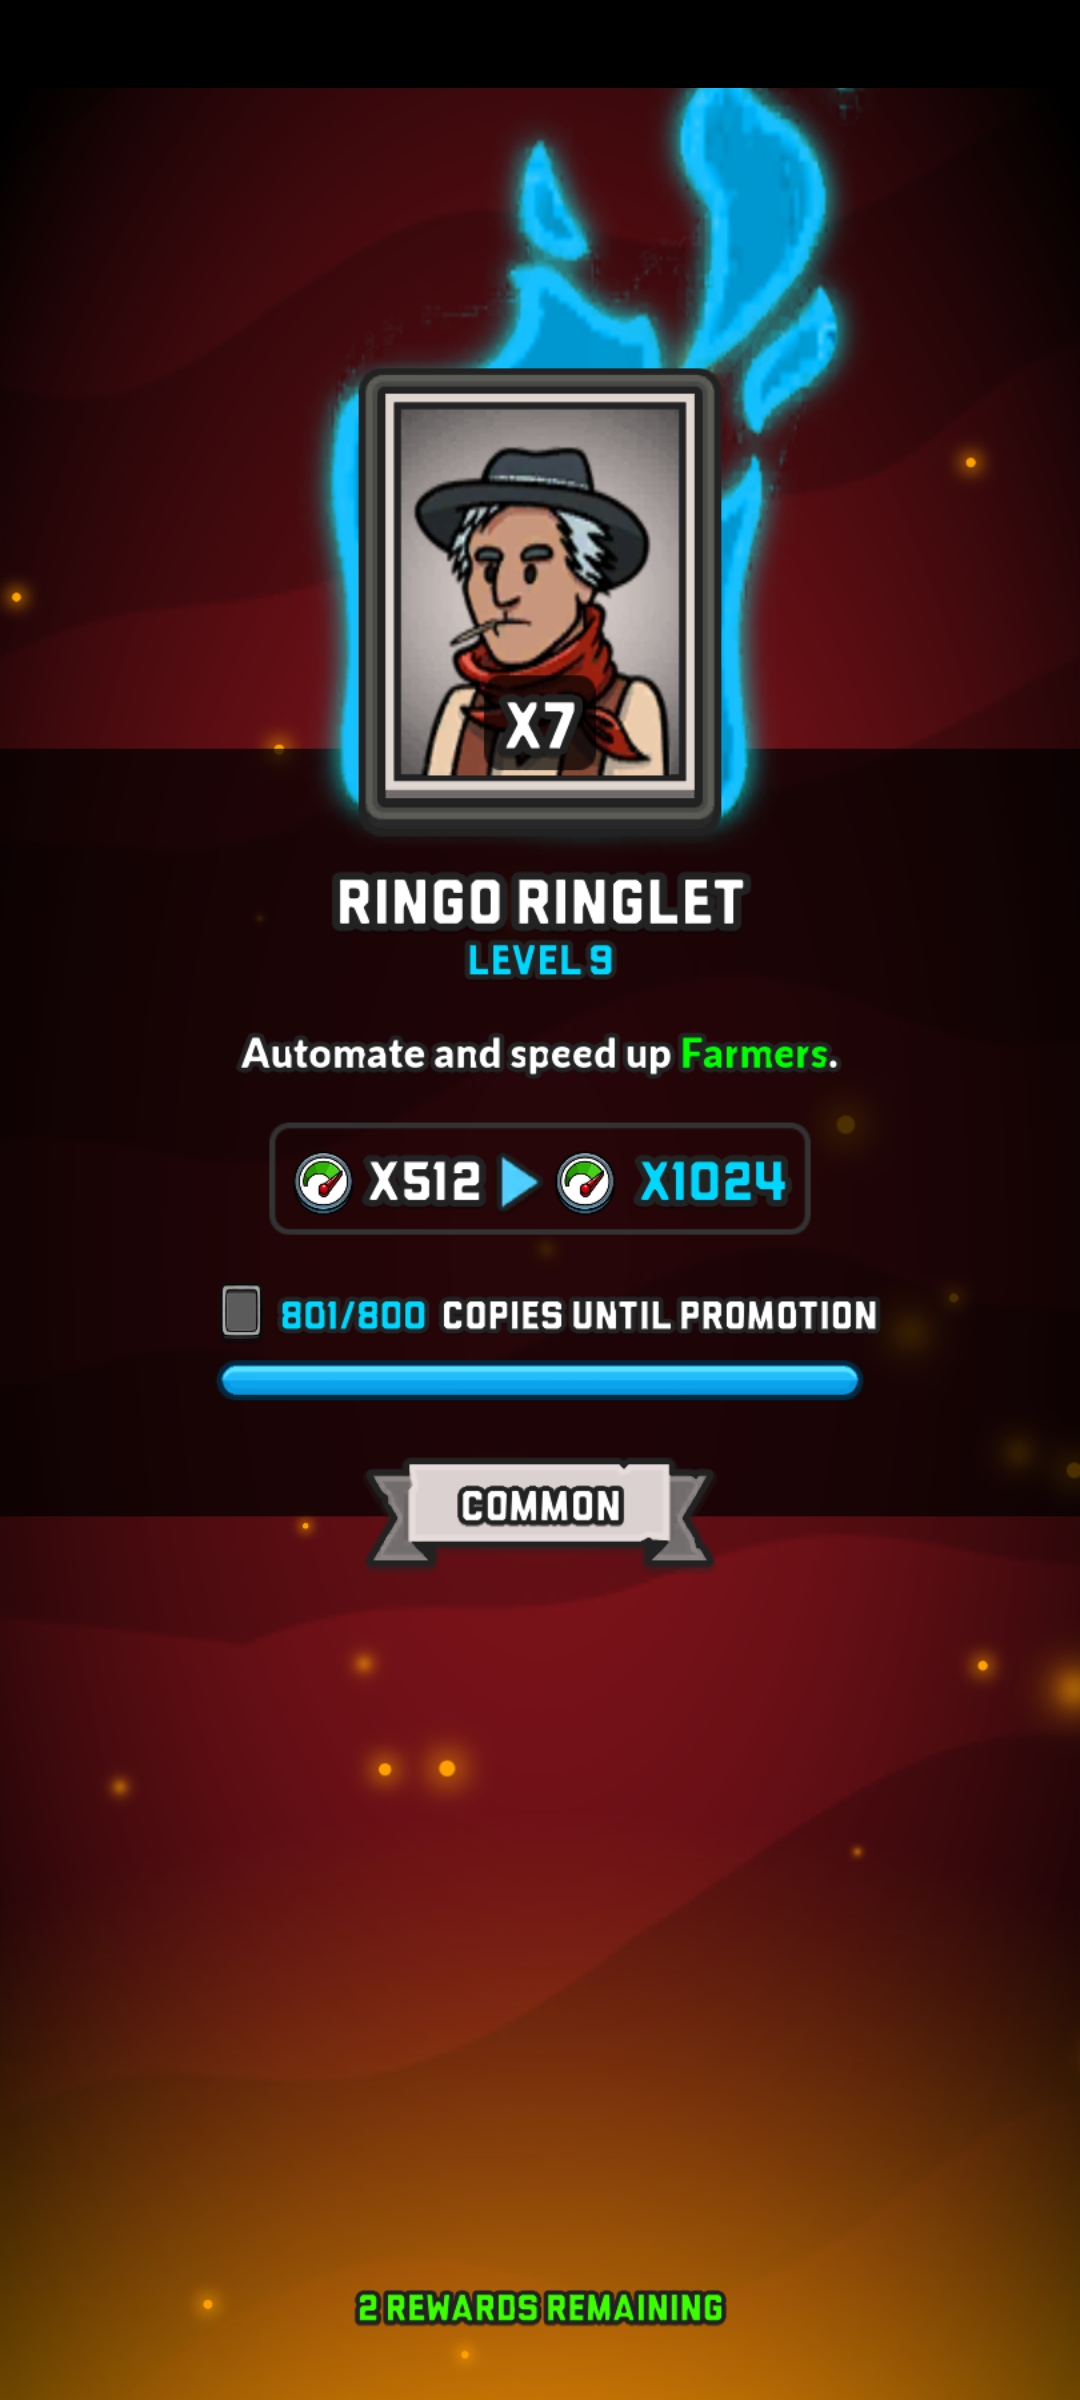 X7
RINGO RINGLET
LEVEL 9
Automate and speed up Farmers.
X512 X1024
801/800 COPIES UNTIL PROMOTION
COMMON
2 REWARDS REMAINING